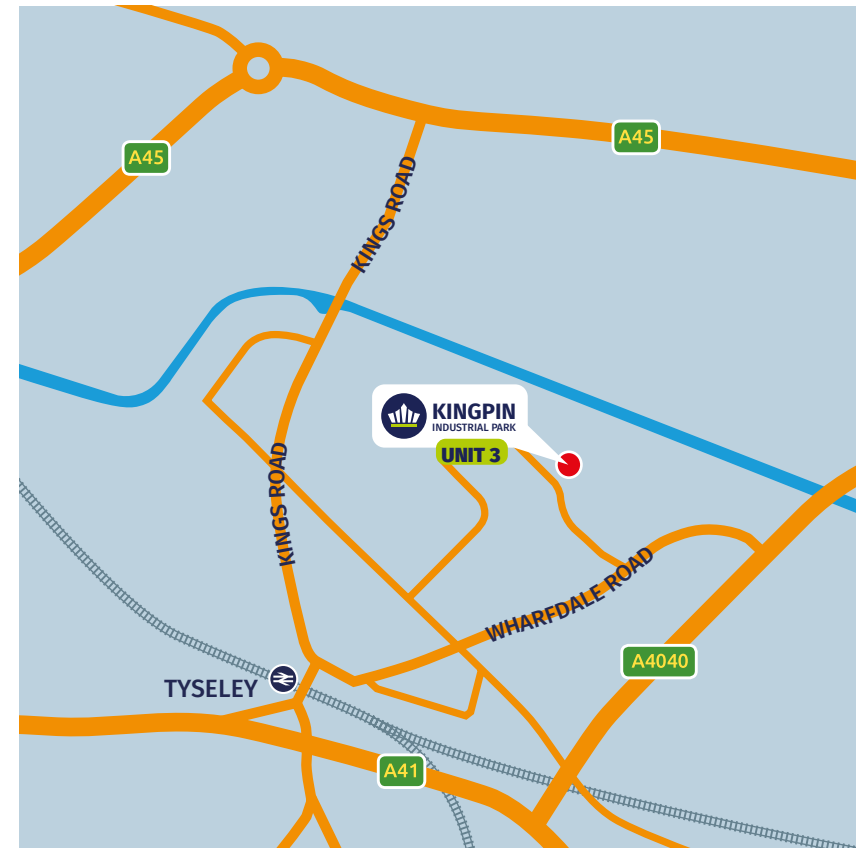 A45
A45
KINGS ROAD
KINGPIN
INDUSTRIAL PARK
UNIT 3
KINGS ROAD
WHARFDALE ROAD
A4040
TYSELEY
A41